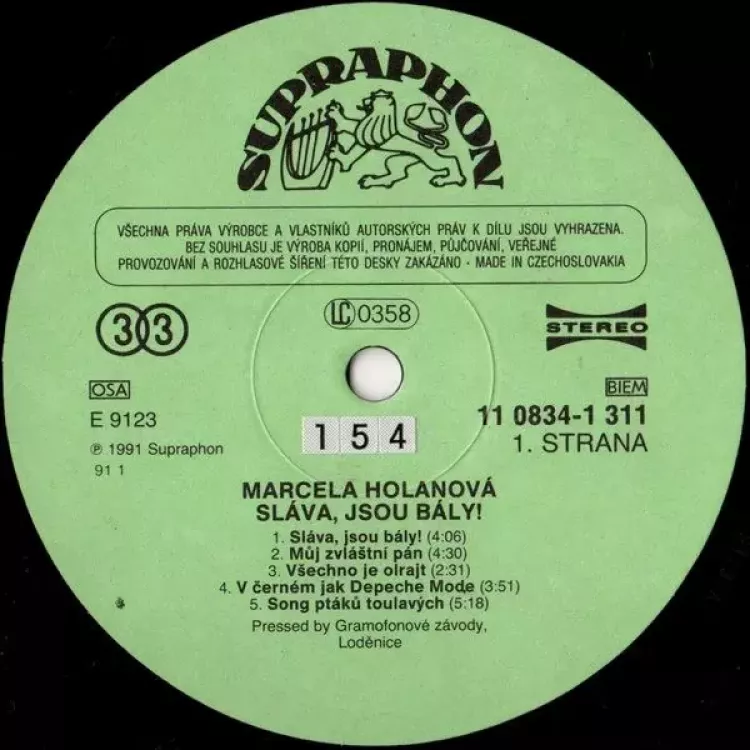 SUPRAPHON
VŠECHNA PRÁVA VÝROBCE A VLASTNÍKŮ AUTORSKÝCH PRÁV K DÍLU JSOU VYHRAZENA.
BEZ SOUHLASU JE VÝROBA KOPIÍ, PRONÁJEM, PŮJČOVÁNÍ, VEŘEJNÉ
PROVOZOVÁNÍ A ROZHLASOVÉ ŠÍŘENÍ TÉTO DESKY ZAKÁZÁNO · MADE IN CZECHOSLOVAKIA
33
LC 0358
STEREO
OSA
BIEM
E 9123
11 0834-1 311
℗ 1991 Supraphon
154
1. STRANA
91 1
MARCELA HOLANOVÁ
SLÁVA, JSOU BÁLY!
1. Sláva, jsou bály! (4:06)
2. Můj zvláštní pán (4:30)
3. Všechno je olrajt (2:31)
4. V černém jak Depeche Mode (3:51)
5. Song ptáků toulavých (5:18)
Pressed by Gramofonové závody,
Loděnice